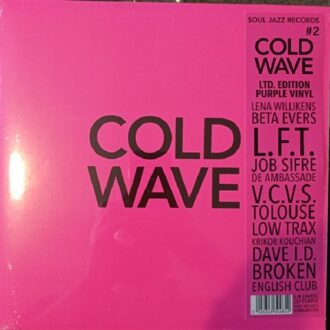 COLD
WAVE
SOUL JAZZ RECORDS
#2
COLD
WAVE
LTD. EDITION
PURPLE VINYL
LENA WILLIKENS
BETA EVERS
L.F.T.
JOB SIFRE
DE AMBASSADE
V.C.V.S.
TOLOUSE
LOW TRAX
KRIKOR KOUCHIAN
DAVE I.D.
BROKEN
ENGLISH CLUB